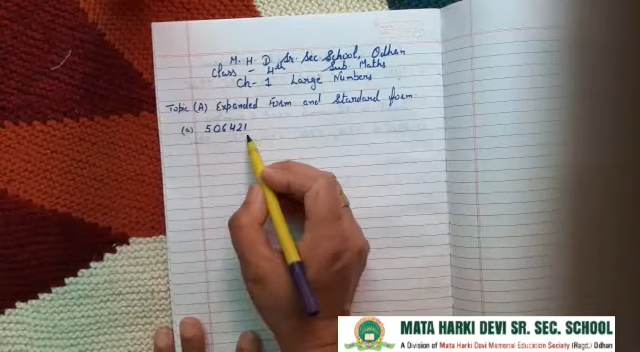 M. H. D. Sr. Sec. School, Odhan
Class - 4th Sub. Maths
Ch- 1 Large Numbers
Topic (A) Expanded Form and Standard form
(a) 506421
MATA HARKI DEVI SR. SEC. SCHOOL
A Division of Mata Harki Devi Memorial Education Society (Regd.) Odhan